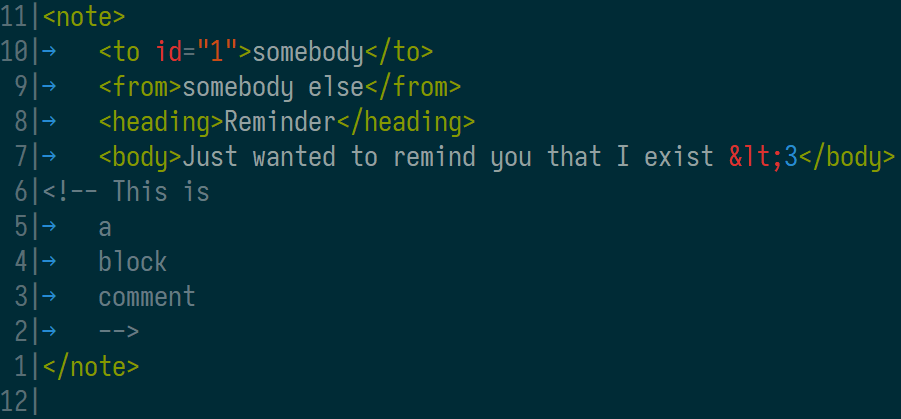 11|<note>
10|→   <to id="1">somebody</to>
 9|→   <from>somebody else</from>
 8|→   <heading>Reminder</heading>
 7|→   <body>Just wanted to remind you that I exist &lt;3</body>
 6|<!-- This is
 5|→   a
 4|→   block
 3|→   comment
 2|→   -->
 1|</note>
12|